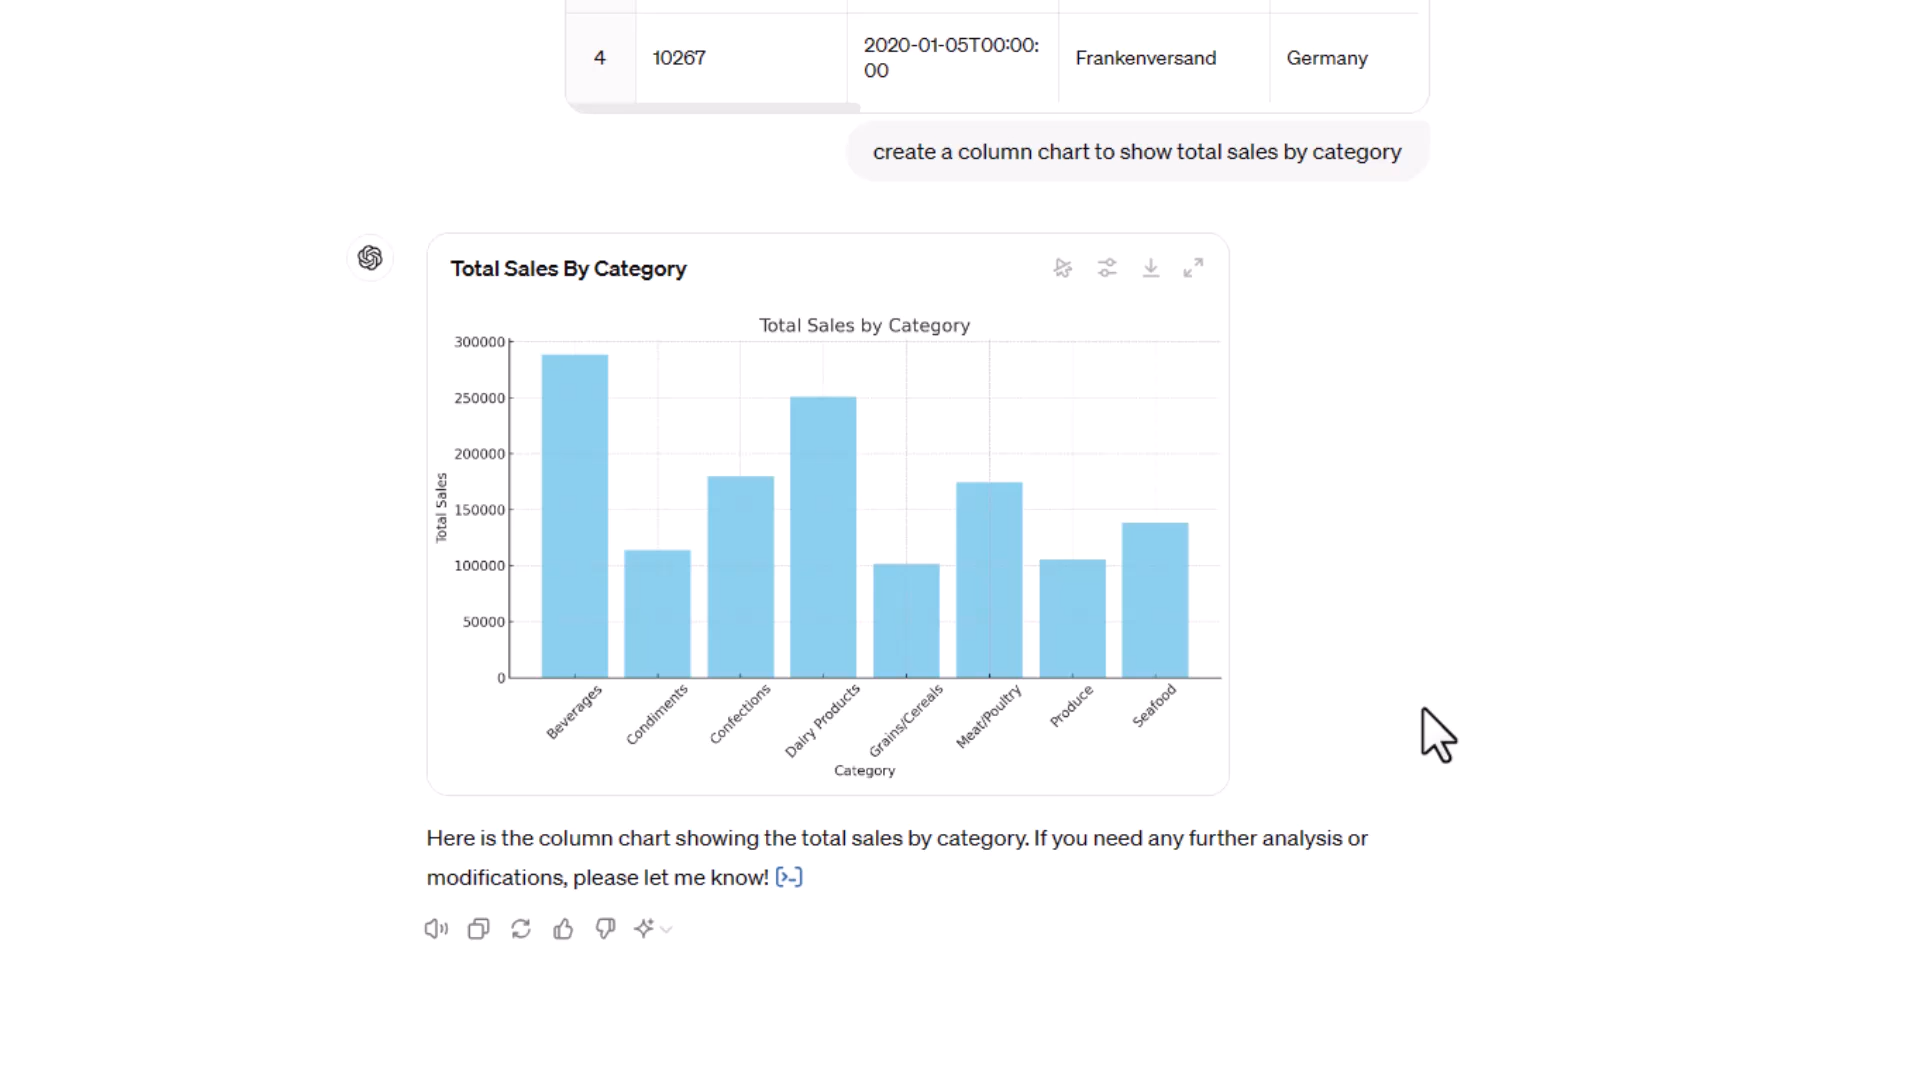 4 10267 2020-01-05T00:00: Frankenversand Germany
00
create a column chart to show total sales by category
Total Sales By Category
Total Sales by Category
300000
250000
200000
150000
100000
50000
0
Total Sales
Beverages Condiments Confections Dairy Products Grains/Cereals Meat/Poultry Produce Seafood
Category
Here is the column chart showing the total sales by category. If you need any further analysis or
modifications, please let me know! [>-]